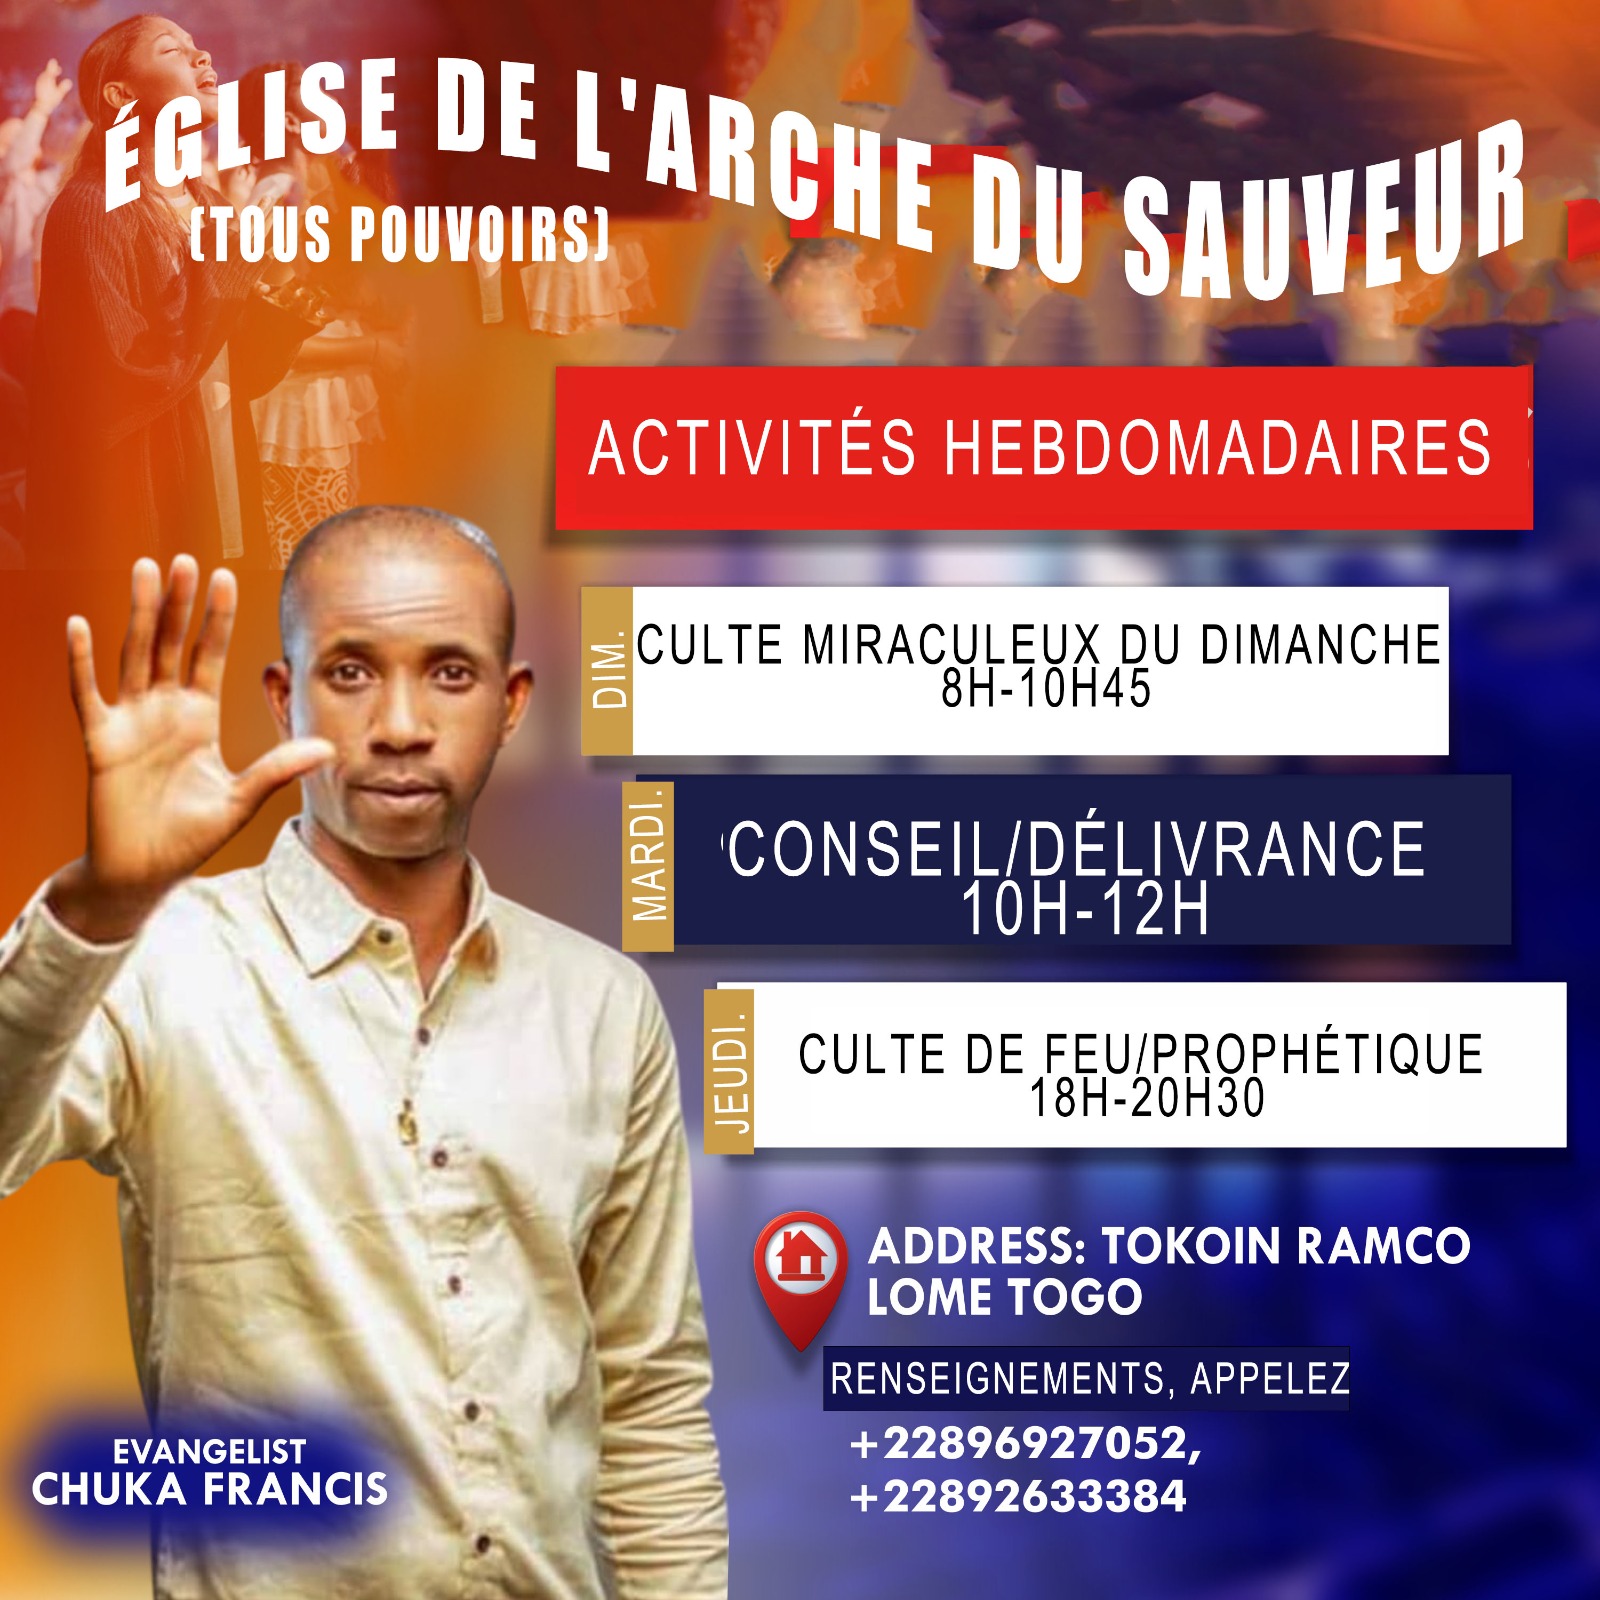 ÉGLISE DE L'ARCHE DU SAUVEUR
(TOUS POUVOIRS)
ACTIVITÉS HEBDOMADAIRES
DIM.
CULTE MIRACULEUX DU DIMANCHE
8H-10H45
MARDI.
CONSEIL/DÉLIVRANCE
10H-12H
JEUDI.
CULTE DE FEU/PROPHÉTIQUE
18H-20H30
ADDRESS: TOKOIN RAMCO
LOME TOGO
RENSEIGNEMENTS, APPELEZ
+22896927052,
+22892633384
EVANGELIST
CHUKA FRANCIS